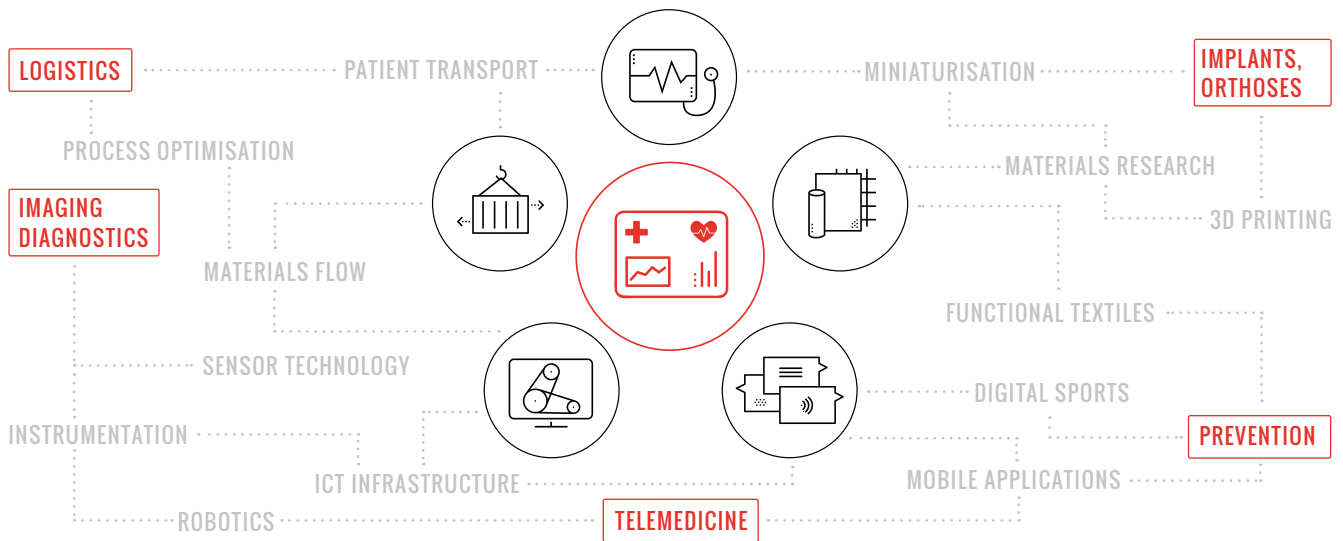 LOGISTICS
PATIENT TRANSPORT
MINIATURISATION
IMPLANTS,
ORTHOSES
PROCESS OPTIMISATION
MATERIALS RESEARCH
IMAGING
DIAGNOSTICS
3D PRINTING
MATERIALS FLOW
FUNCTIONAL TEXTILES
SENSOR TECHNOLOGY
DIGITAL SPORTS
INSTRUMENTATION
PREVENTION
ICT INFRASTRUCTURE
MOBILE APPLICATIONS
ROBOTICS
TELEMEDICINE